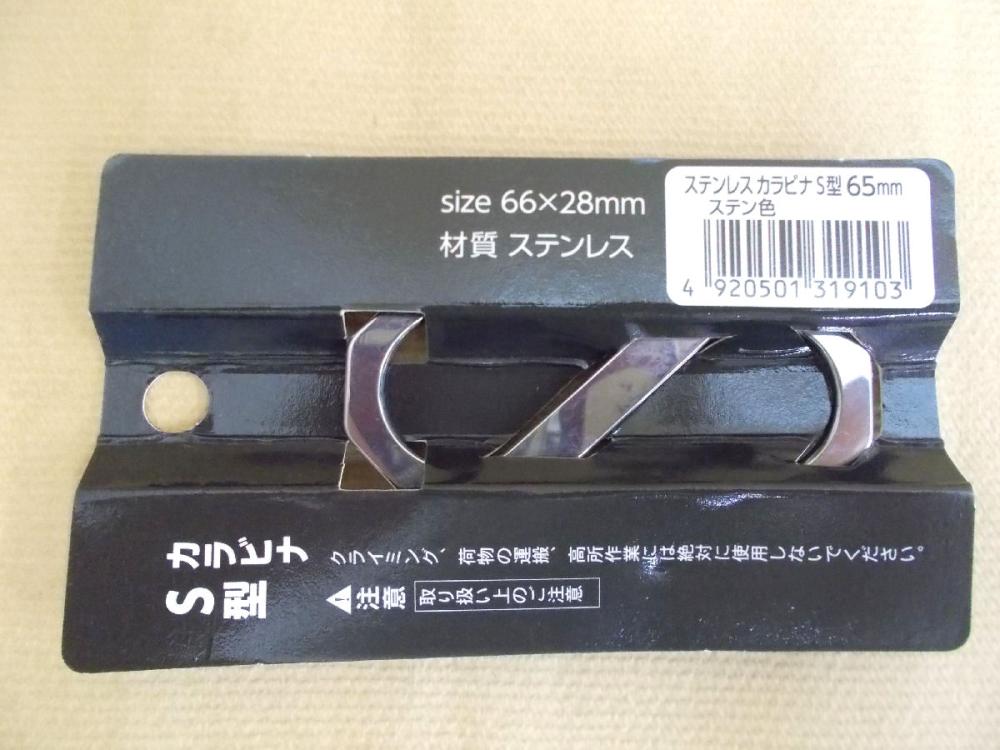 size 66×28mm
材質 ステンレス
ステンレス カラビナ S型 65mm
ステン色
4 920501 319103
S型
カラビナ
注意
取り扱い上のご注意
クライミング、荷物の運搬、高所作業には絶対に使用しないでください。